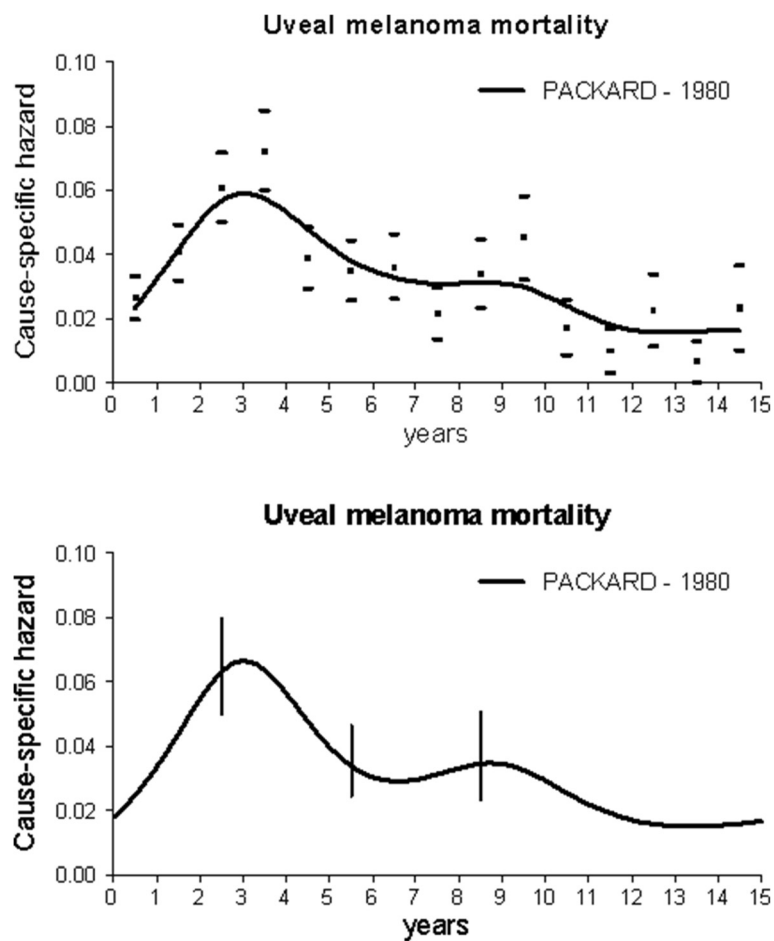 Uveal melanoma mortality
PACKARD - 1980
Cause-specific hazard
0.10
0.08
0.06
0.04
0.02
0.00
0 1 2 3 4 5 6 7 8 9 10 11 12 13 14 15
years
Uveal melanoma mortality
PACKARD - 1980
Cause-specific hazard
0.10
0.08
0.06
0.04
0.02
0.00
0 1 2 3 4 5 6 7 8 9 10 11 12 13 14 15
years